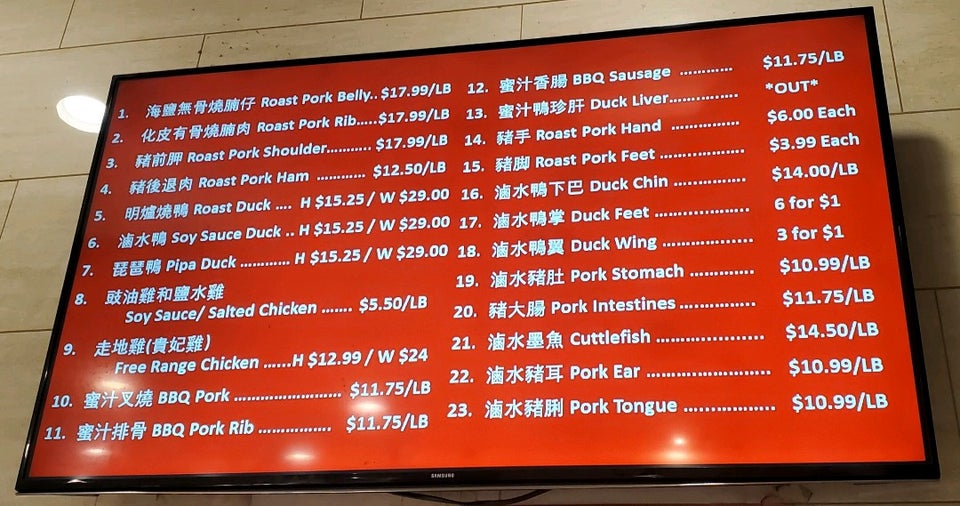 1. 海鹽無骨燒腩仔 Roast Pork Belly.. $17.99/LB
2. 化皮有骨燒腩肉 Roast Pork Rib.....$17.99/LB
3. 豬前胛 Roast Pork Shoulder........... $17.99/LB
4. 豬後退肉 Roast Pork Ham ............ $12.50/LB
5. 明爐燒鴨 Roast Duck .... H $15.25 / W $29.00
6. 滷水鴨 Soy Sauce Duck .. H $15.25 / W $29.00
7. 琵琶鴨 Pipa Duck ............ H $15.25 / W $29.00
8. 豉油雞和鹽水雞
Soy Sauce/ Salted Chicken ....... $5.50/LB
9. 走地雞(貴妃雞)
Free Range Chicken ......H $12.99 / W $24
10. 蜜汁叉燒 BBQ Pork ........................ $11.75/LB
11. 蜜汁排骨 BBQ Pork Rib ................ $11.75/LB
12. 蜜汁香腸 BBQ Sausage ............ $11.75/LB
13. 蜜汁鴨珍肝 Duck Liver............... *OUT*
14. 豬手 Roast Pork Hand ............... $6.00 Each
15. 豬脚 Roast Pork Feet .................. $3.99 Each
16. 滷水鴨下巴 Duck Chin ............... $14.00/LB
17. 滷水鴨掌 Duck Feet .................... 6 for $1
18. 滷水鴨翼 Duck Wing ................... 3 for $1
19. 滷水豬肚 Pork Stomach .............. $10.99/LB
20. 豬大腸 Pork Intestines ................ $11.75/LB
21. 滷水墨魚 Cuttlefish ..................... $14.50/LB
22. 滷水豬耳 Pork Ear ....................... $10.99/LB
23. 滷水豬脷 Pork Tongue ................. $10.99/LB
SAMSUNG